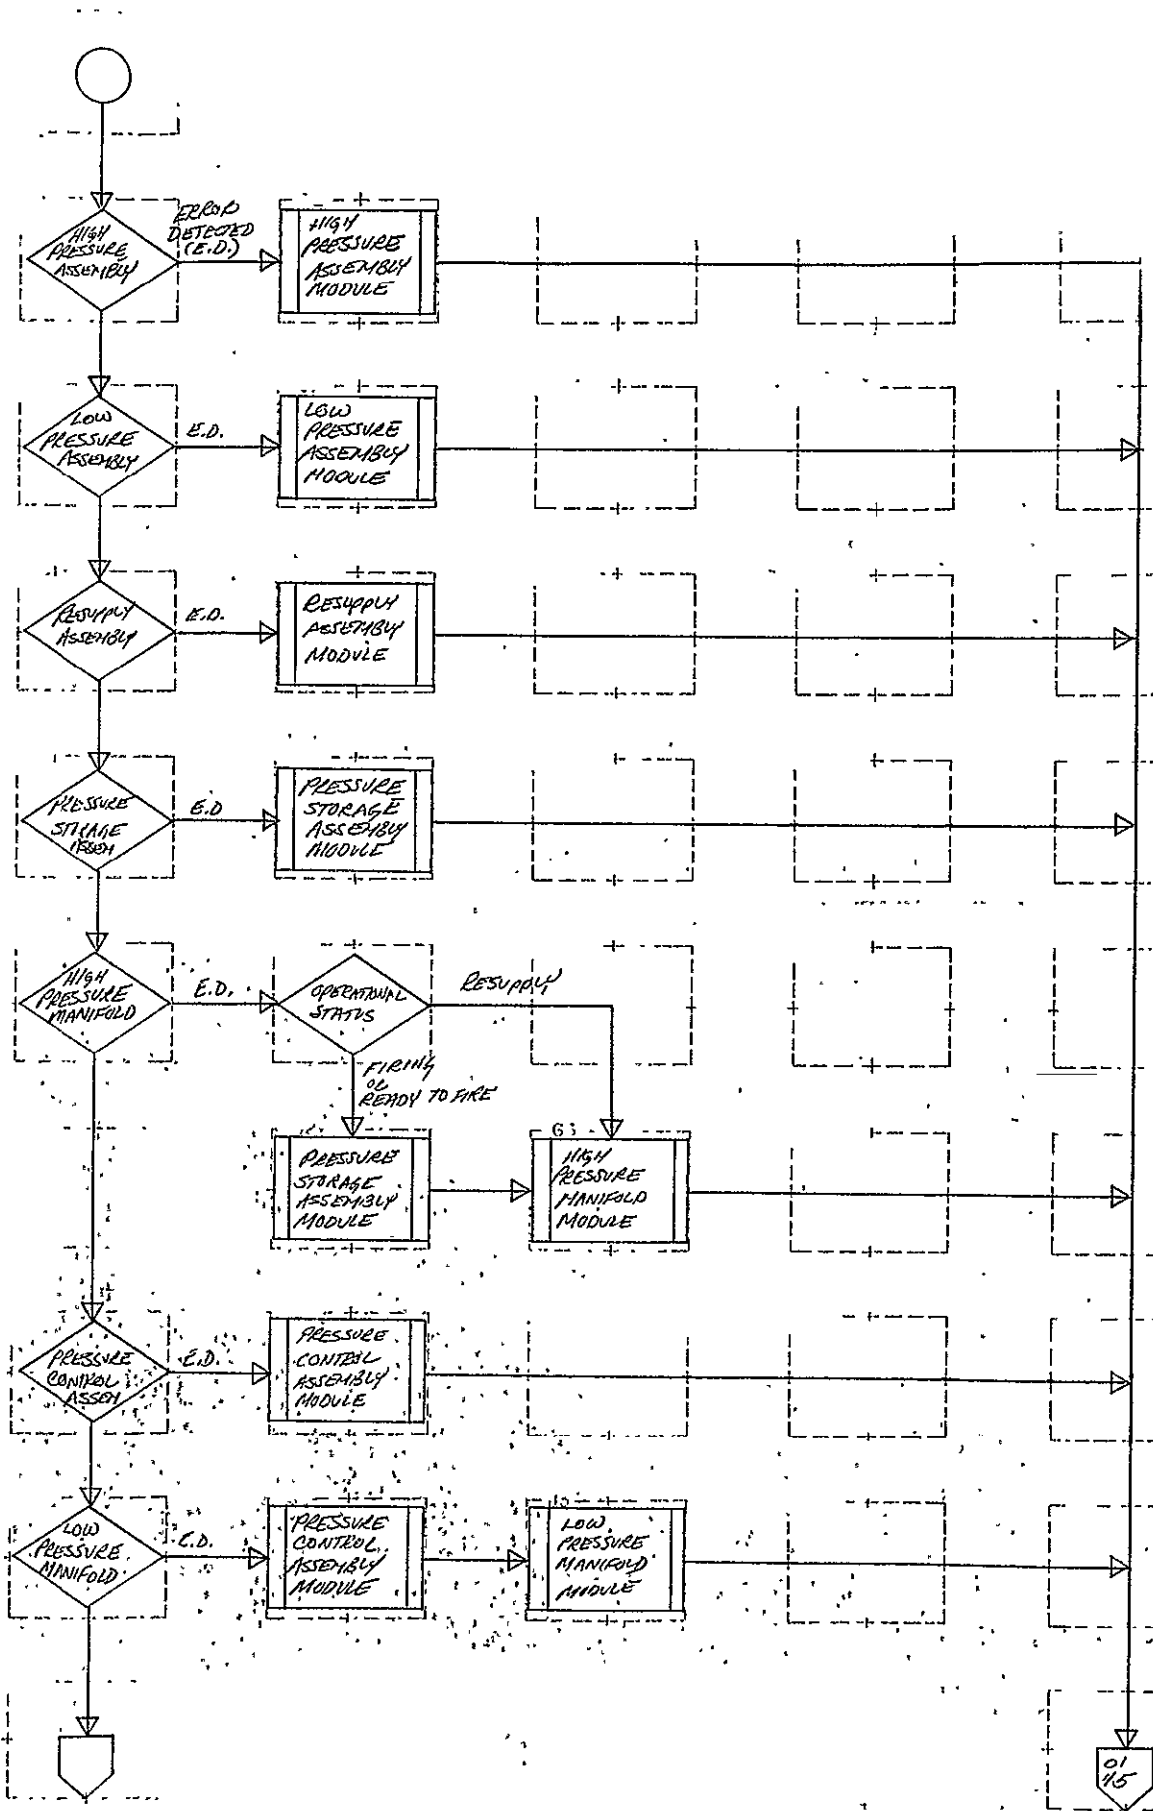 HIGH
PRESSURE
ASSEMBLY
ERROR
DETECTED
(E.D.)
HIGH
PRESSURE
ASSEMBLY
MODULE
LOW
PRESSURE
ASSEMBLY
E.D.
LOW
PRESSURE
ASSEMBLY
MODULE
RESUPPLY
ASSEMBLY
E.D.
RESUPPLY
ASSEMBLY
MODULE
PRESSURE
STORAGE
ASSEM
E.D
PRESSURE
STORAGE
ASSEMBLY
MODULE
HIGH
PRESSURE
MANIFOLD
E.D.
OPERATIONAL
STATUS
RESUPPLY
FIRING
OR
READY TO FIRE
PRESSURE
STORAGE
ASSEMBLY
MODULE
G3
HIGH
PRESSURE
MANIFOLD
MODULE
PRESSURE
CONTROL
ASSEM
E.D.
PRESSURE
CONTROL
ASSEMBLY
MODULE
LOW
PRESSURE
MANIFOLD
E.D.
PRESSURE
CONTROL
ASSEMBLY
MODULE
LOW
PRESSURE
MANIFOLD
MODULE
01